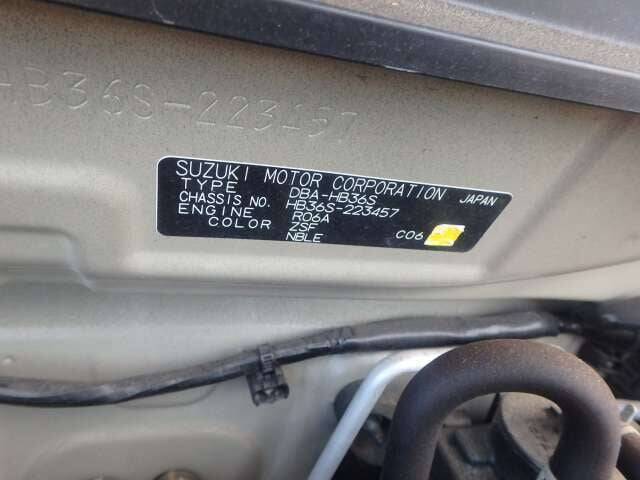 HB36S-223457
SUZUKI MOTOR CORPORATION JAPAN
TYPE DBA-HB36S
CHASSIS NO. HB36S-223457
ENGINE R06A
COLOR ZSF
NBLE C06